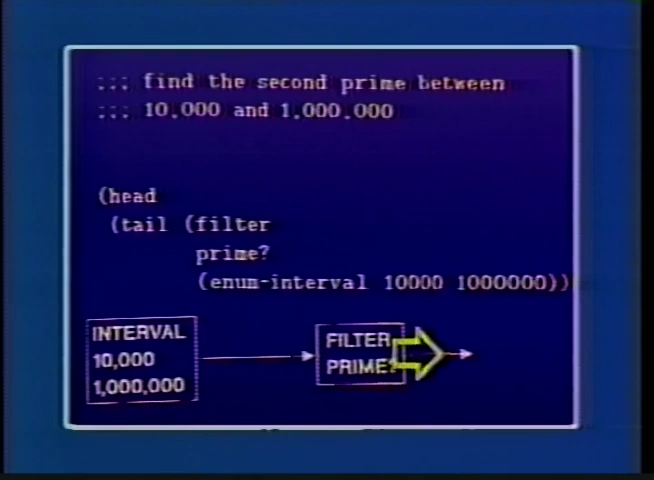 ;;; find the second prime between
;;; 10,000 and 1,000,000
(head
(tail (filter
prime?
(enum-interval 10000 1000000))
INTERVAL
10,000
1,000,000
FILTER
PRIME?